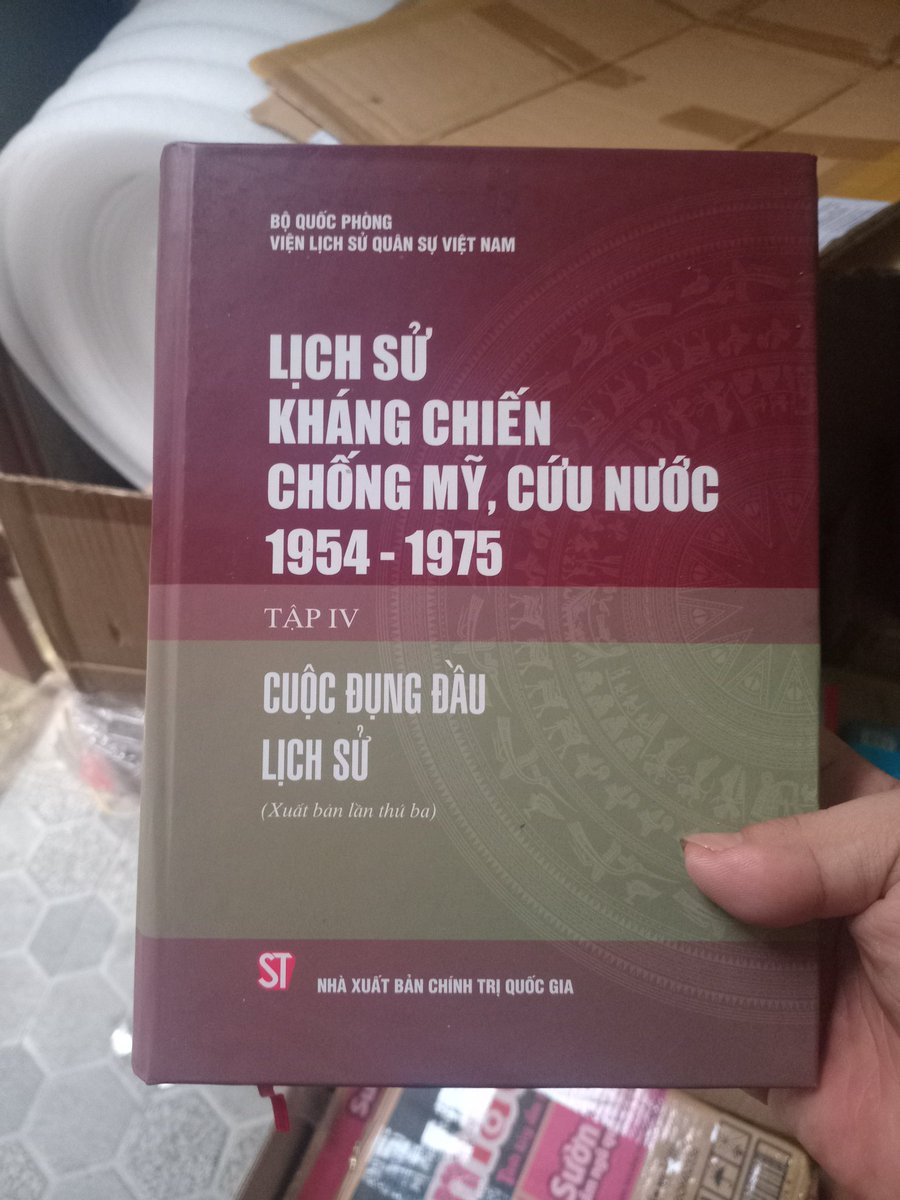 BỘ QUỐC PHÒNG
VIỆN LỊCH SỬ QUÂN SỰ VIỆT NAM
LỊCH SỬ
KHÁNG CHIẾN
CHỐNG MỸ, CỨU NƯỚC
1954 - 1975
TẬP IV
CUỘC ĐỤNG ĐẦU
LỊCH SỬ
(Xuất bản lần thứ ba)
ST
NHÀ XUẤT BẢN CHÍNH TRỊ QUỐC GIA
Sườn